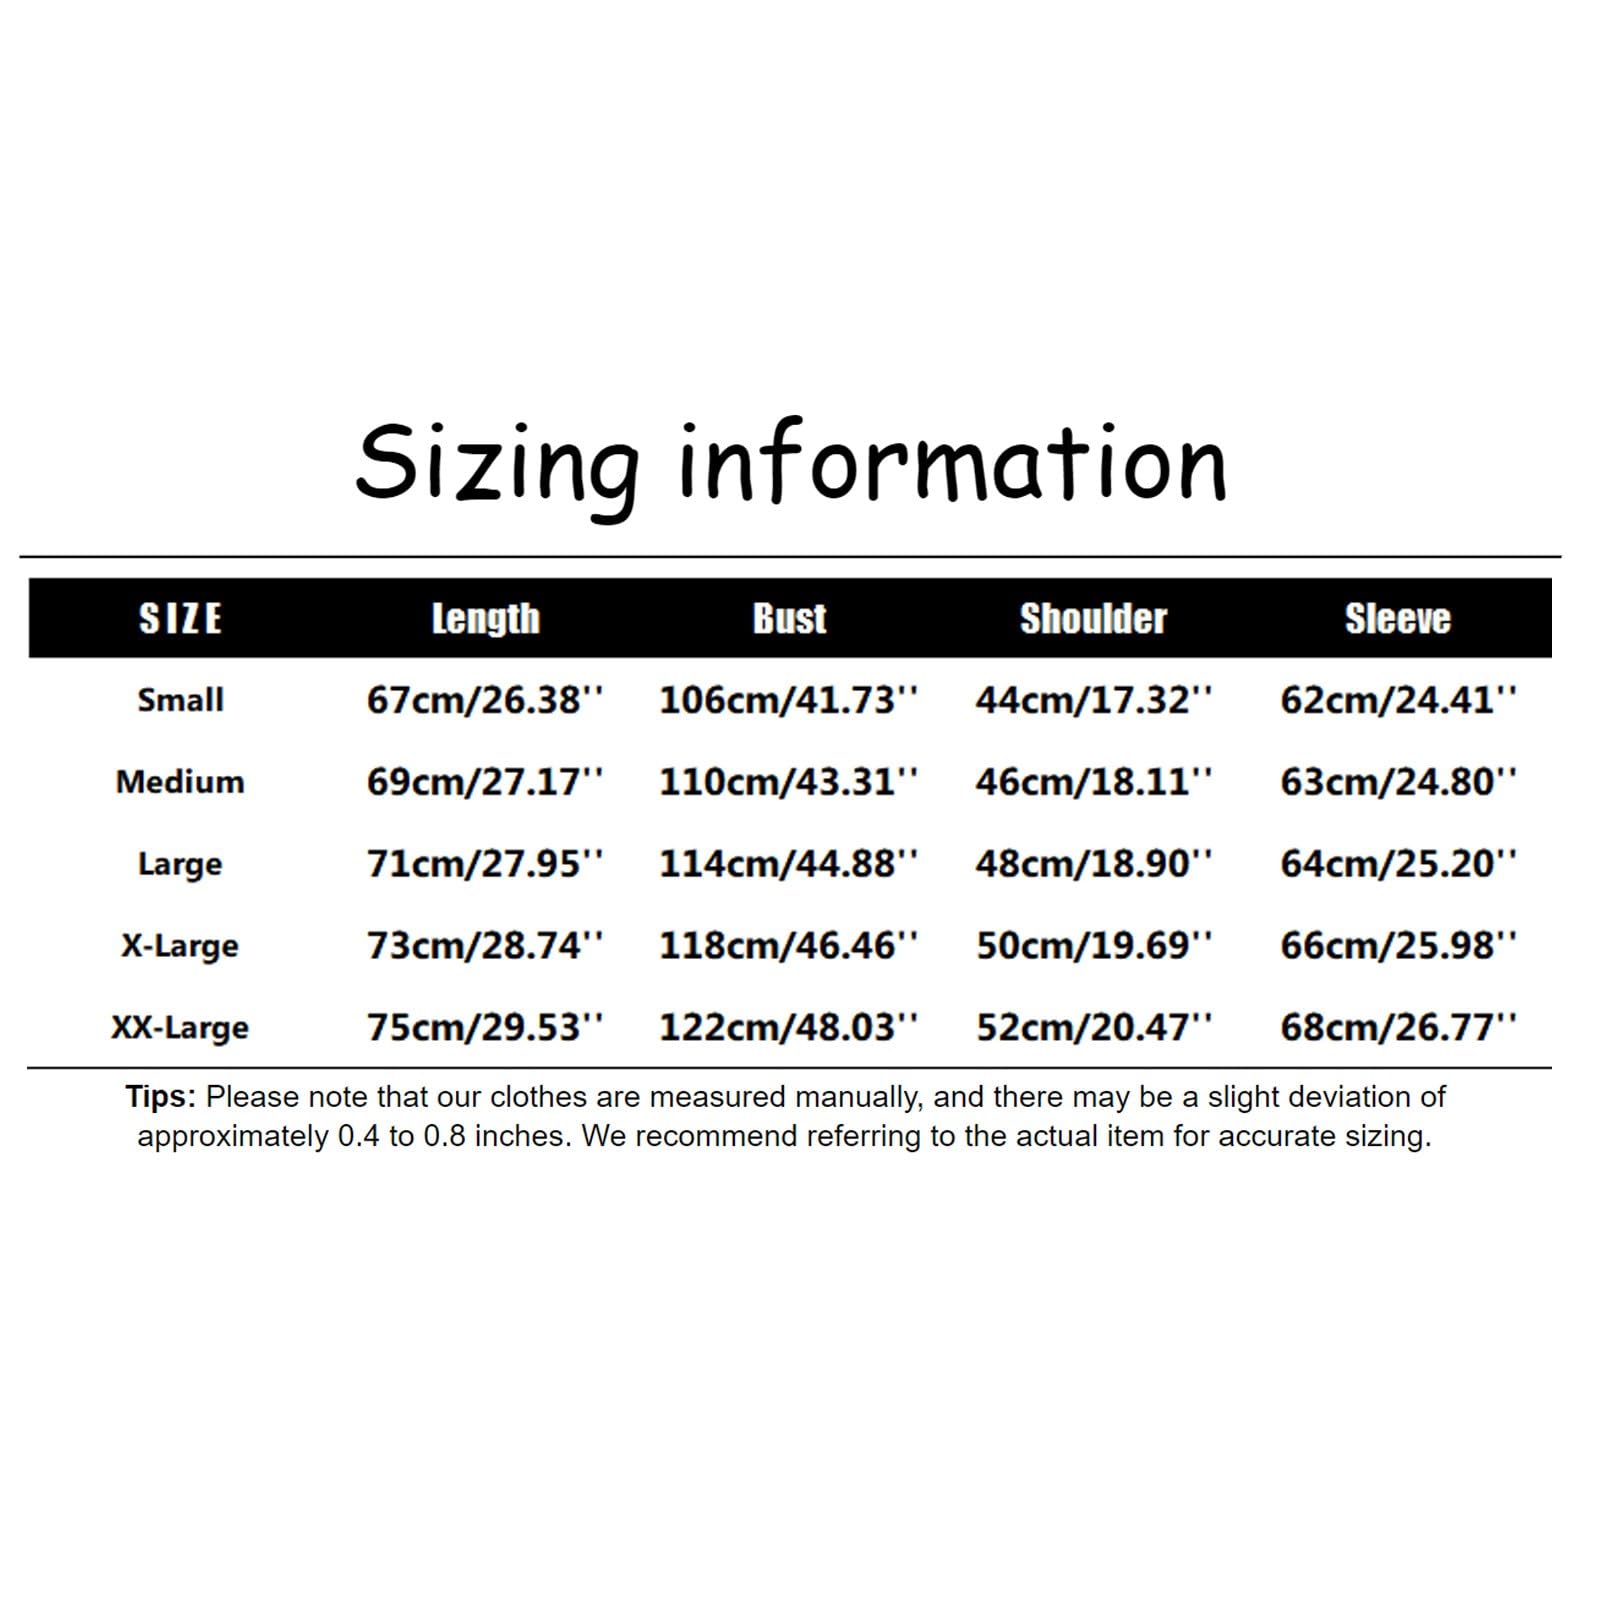 Sizing information
SIZE Length Bust Shoulder Sleeve
Small 67cm/26.38'' 106cm/41.73'' 44cm/17.32'' 62cm/24.41''
Medium 69cm/27.17'' 110cm/43.31'' 46cm/18.11'' 63cm/24.80''
Large 71cm/27.95'' 114cm/44.88'' 48cm/18.90'' 64cm/25.20''
X-Large 73cm/28.74'' 118cm/46.46'' 50cm/19.69'' 66cm/25.98''
XX-Large 75cm/29.53'' 122cm/48.03'' 52cm/20.47'' 68cm/26.77''
Tips: Please note that our clothes are measured manually, and there may be a slight deviation of
approximately 0.4 to 0.8 inches. We recommend referring to the actual item for accurate sizing.